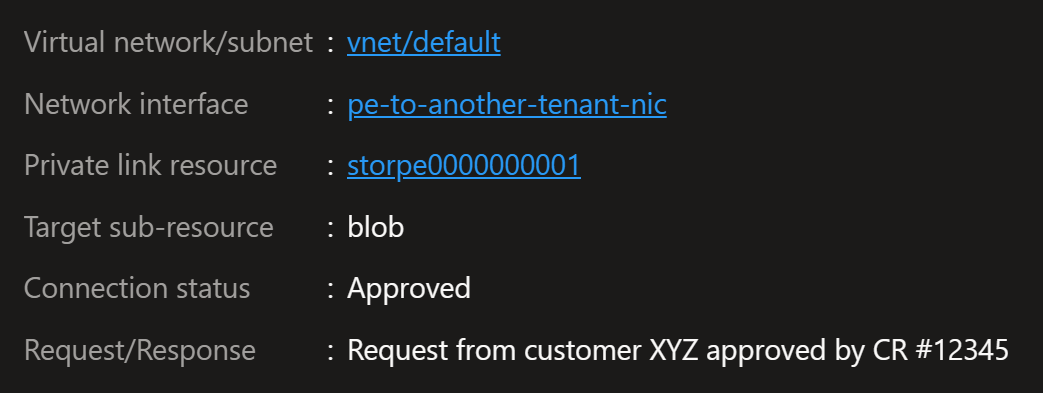 Virtual network/subnet : vnet/default
Network interface : pe-to-another-tenant-nic
Private link resource : storpe0000000001
Target sub-resource : blob
Connection status : Approved
Request/Response : Request from customer XYZ approved by CR #12345